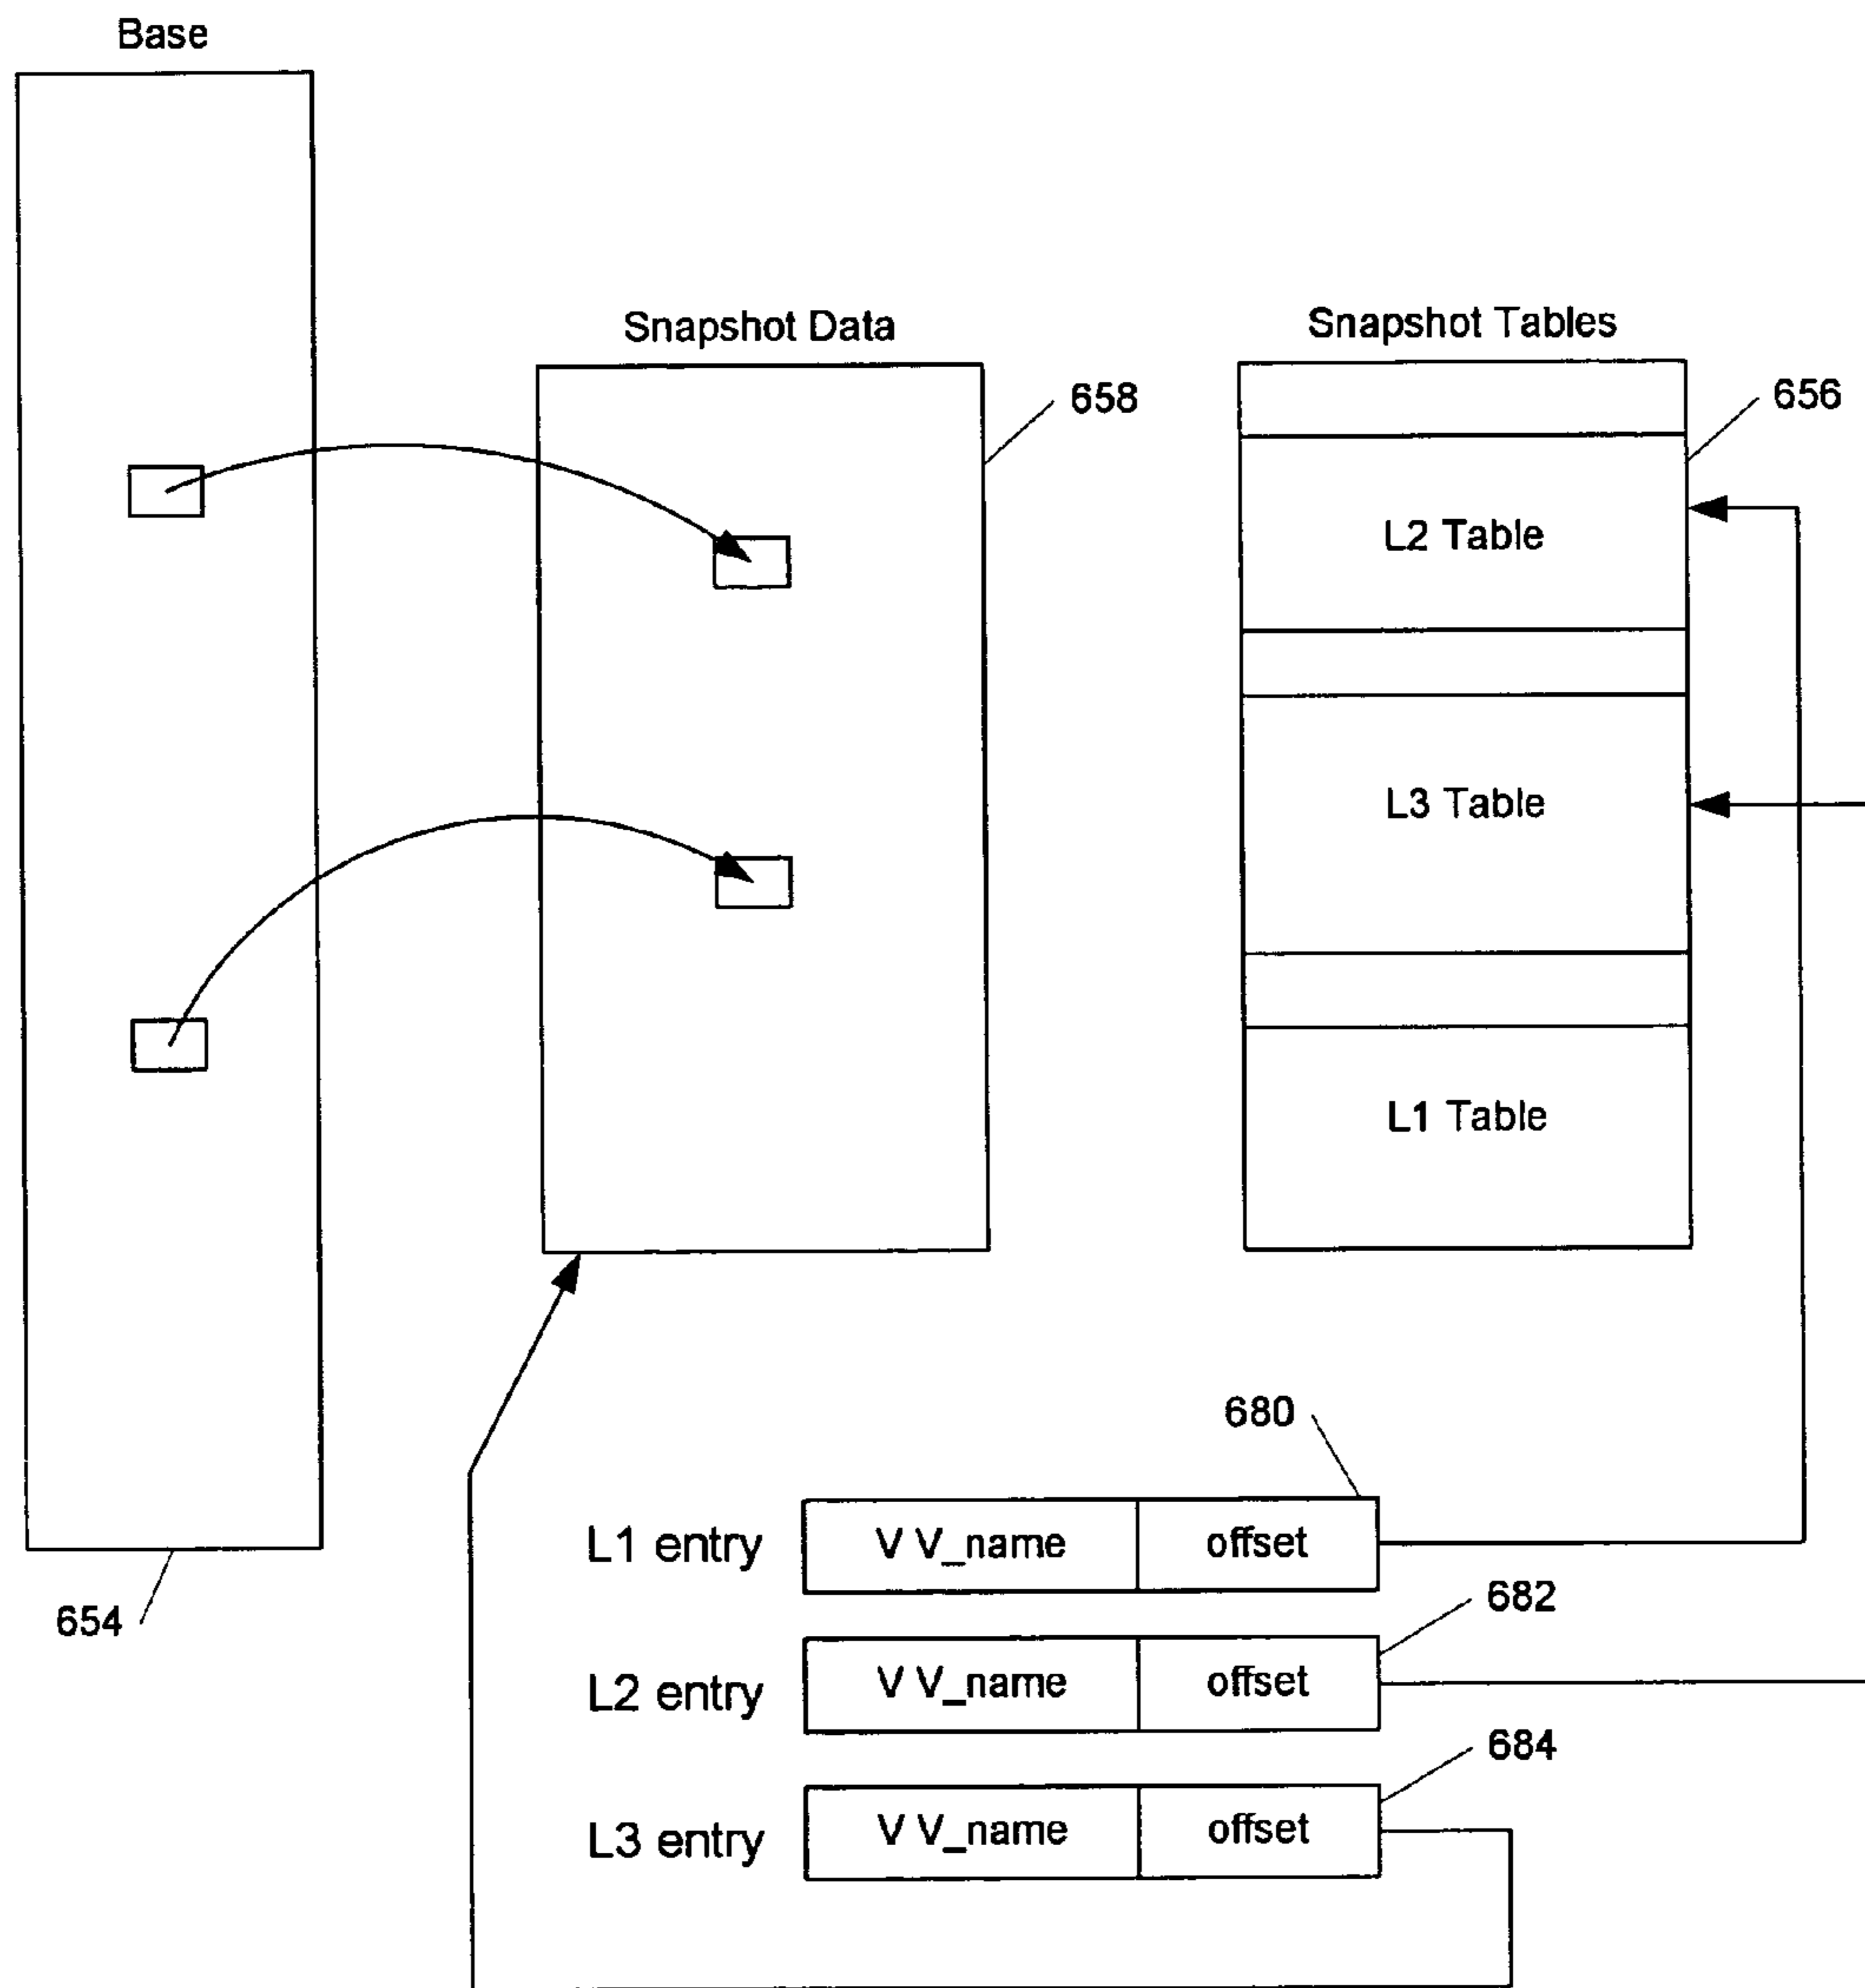 Base
Snapshot Data
Snapshot Tables
658
656
L2 Table
L3 Table
L1 Table
680
L1 entry V V_name offset
654
682
L2 entry V V_name offset
684
L3 entry V V_name offset